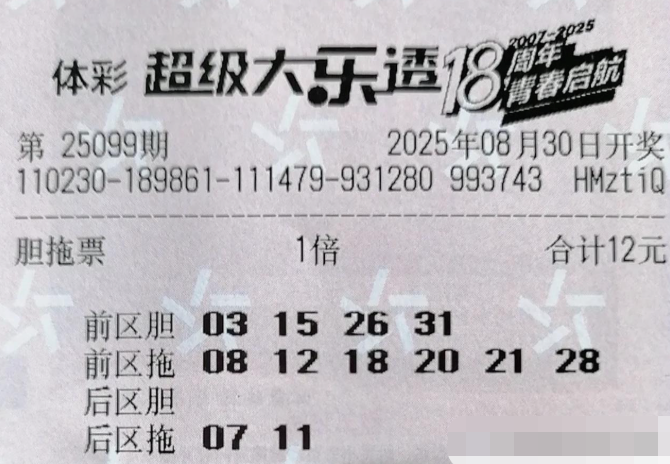 体彩 超级大乐透 18 2007-2025 周年 青春启航
第 25099期 2025年08月30日开奖
110230-189861-111479-931280 993743 HMztiQ
胆拖票 1倍 合计12元
前区胆 03 15 26 31
前区拖 08 12 18 20 21 28
后区胆
后区拖 07 11